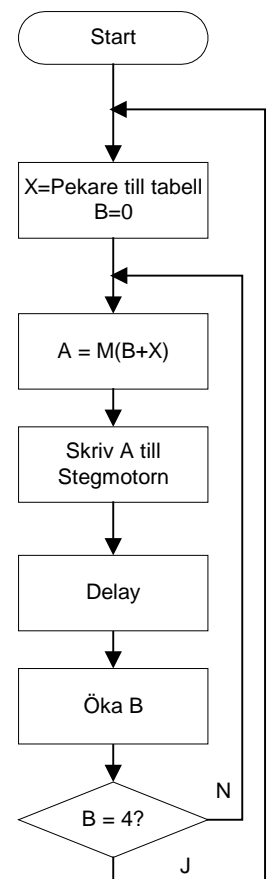 Start
X=Pekare till tabell
B=0
A = M(B+X)
Skriv A till
Stegmotorn
Delay
Öka B
N
B = 4?
J